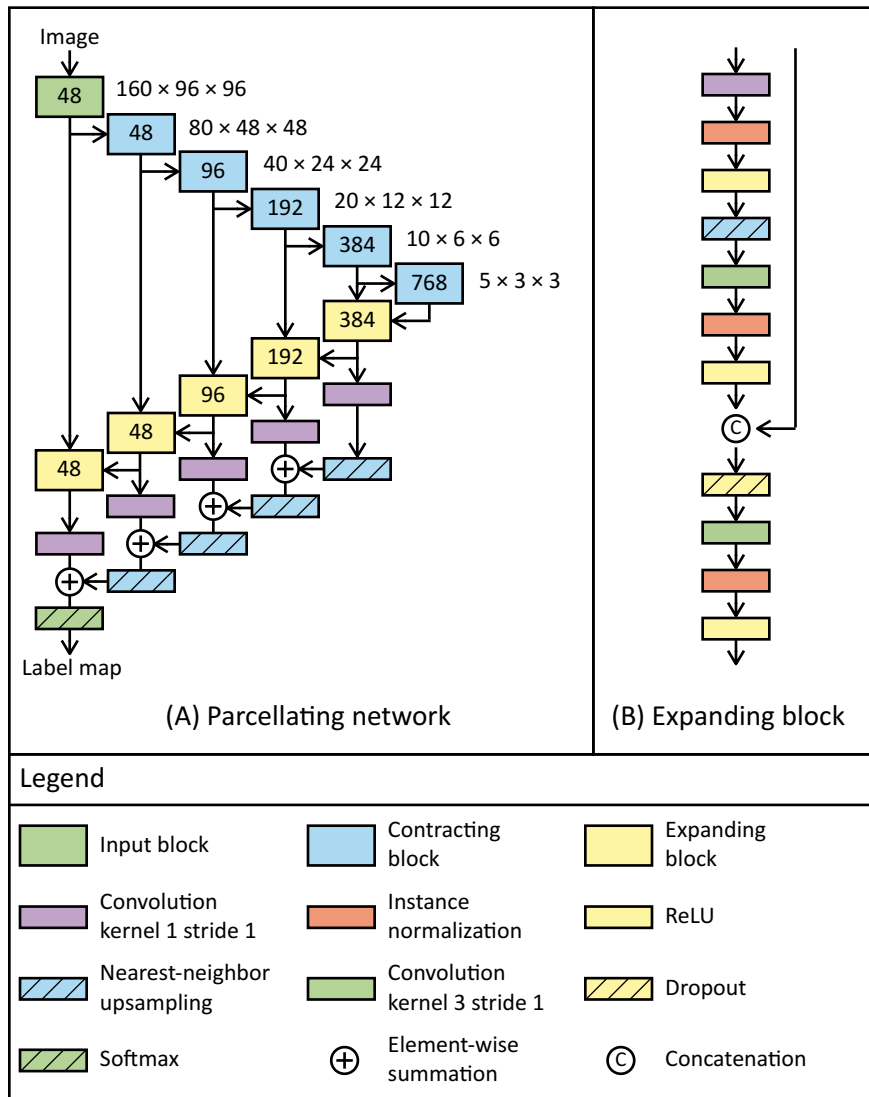 Image
48
160 × 96 × 96
48
80 × 48 × 48
96
40 × 24 × 24
192
20 × 12 × 12
384
10 × 6 × 6
768
5 × 3 × 3
384
192
96
48
48
Label map
(A) Parcellating network
C
(B) Expanding block
Legend
Input block
Contracting
block
Expanding
block
Convolution
kernel 1 stride 1
Instance
normalization
ReLU
Nearest-neighbor
upsampling
Convolution
kernel 3 stride 1
Dropout
Softmax
Element-wise
summation
C
Concatenation